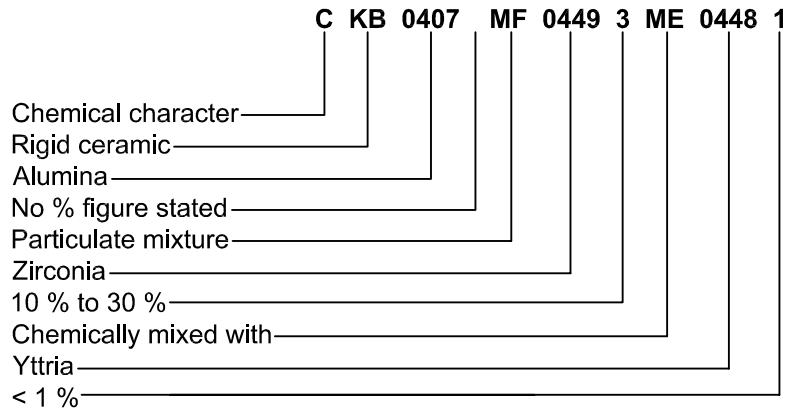 C KB 0407 MF 0449 3 ME 0448 1
Chemical character
Rigid ceramic
Alumina
No % figure stated
Particulate mixture
Zirconia
10 % to 30 %
Chemically mixed with
Yttria
< 1 %